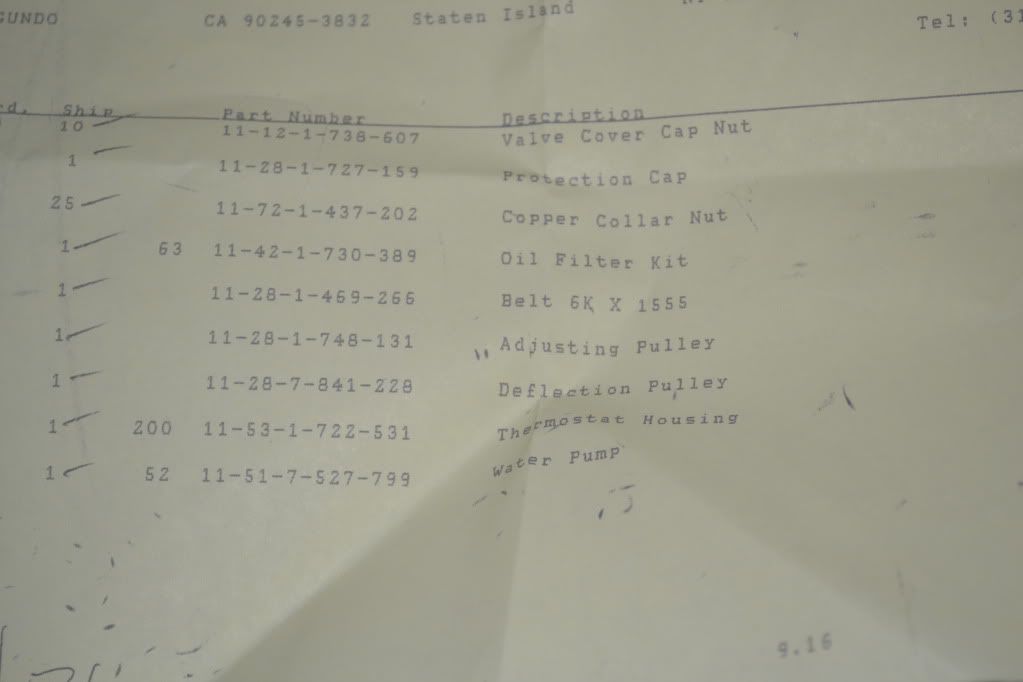 GUNDO CA 90245-3832 Staten Island Tel: (31
rd. Ship Part Number Description
10 11-12-1-738-607 Valve Cover Cap Nut
1 11-28-1-727-159 Protection Cap
25 11-72-1-437-202 Copper Collar Nut
1 63 11-42-1-730-389 Oil Filter Kit
1 11-28-1-469-266 Belt 6K X 1555
1 11-28-1-748-131 Adjusting Pulley
1 11-28-7-841-228 Deflection Pulley
1 200 11-53-1-722-531 Thermostat Housing
1 52 11-51-7-527-799 Water Pump
9.16